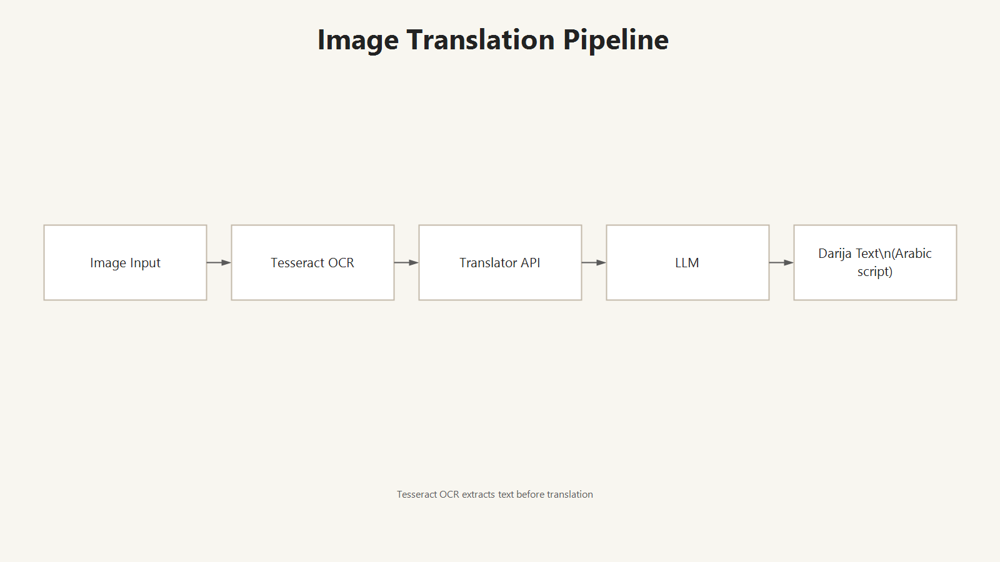 Image Translation Pipeline
Image Input
Tesseract OCR
Translator API
LLM
Darija Text\n(Arabic
script)
Tesseract OCR extracts text before translation